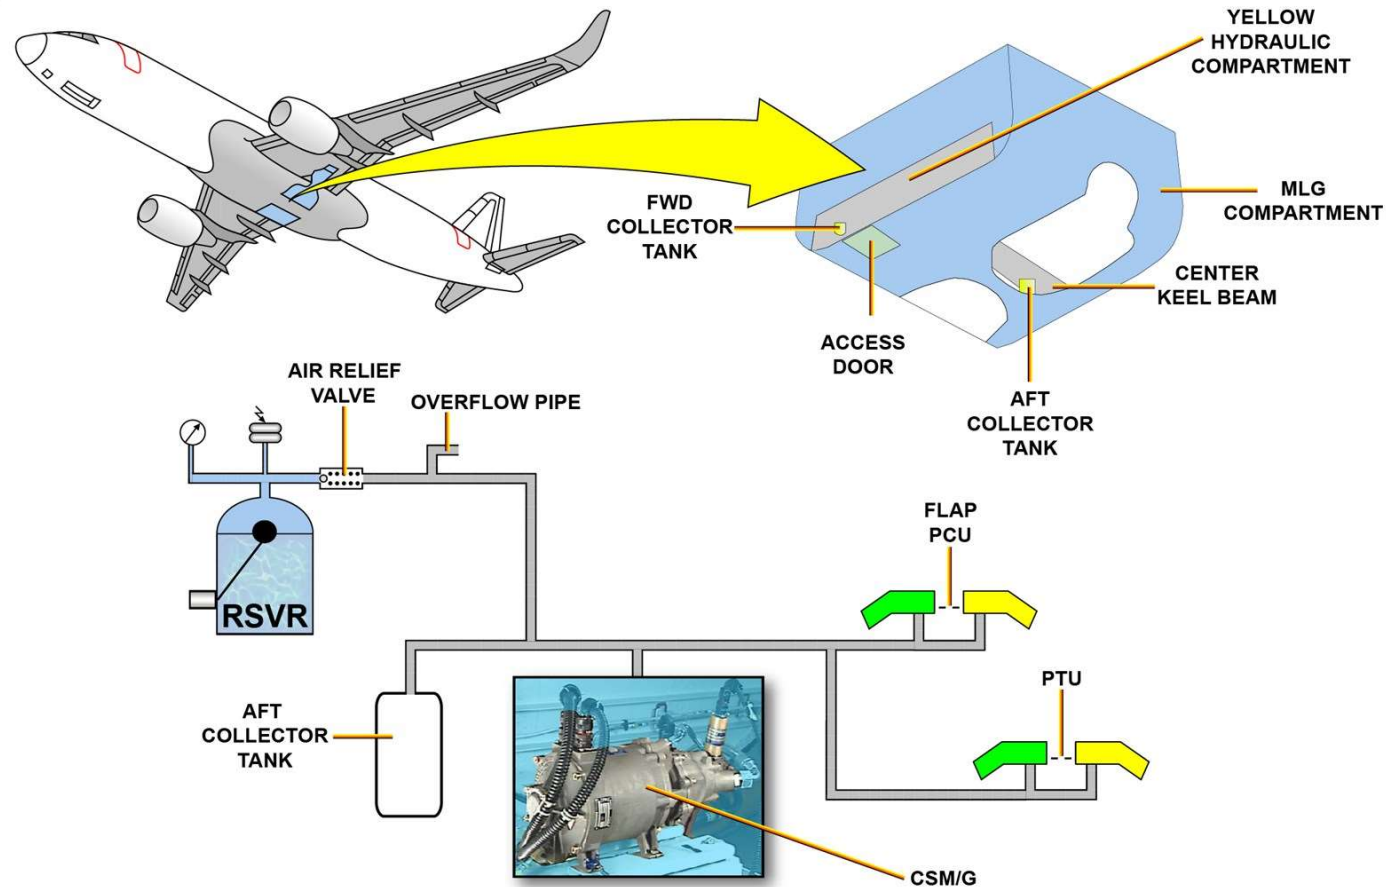 YELLOW
HYDRAULIC
COMPARTMENT
FWD
COLLECTOR
TANK
MLG
COMPARTMENT
CENTER
KEEL BEAM
ACCESS
DOOR
AFT
COLLECTOR
TANK
AIR RELIEF
VALVE
OVERFLOW PIPE
RSVR
FLAP
PCU
PTU
AFT
COLLECTOR
TANK
CSM/G